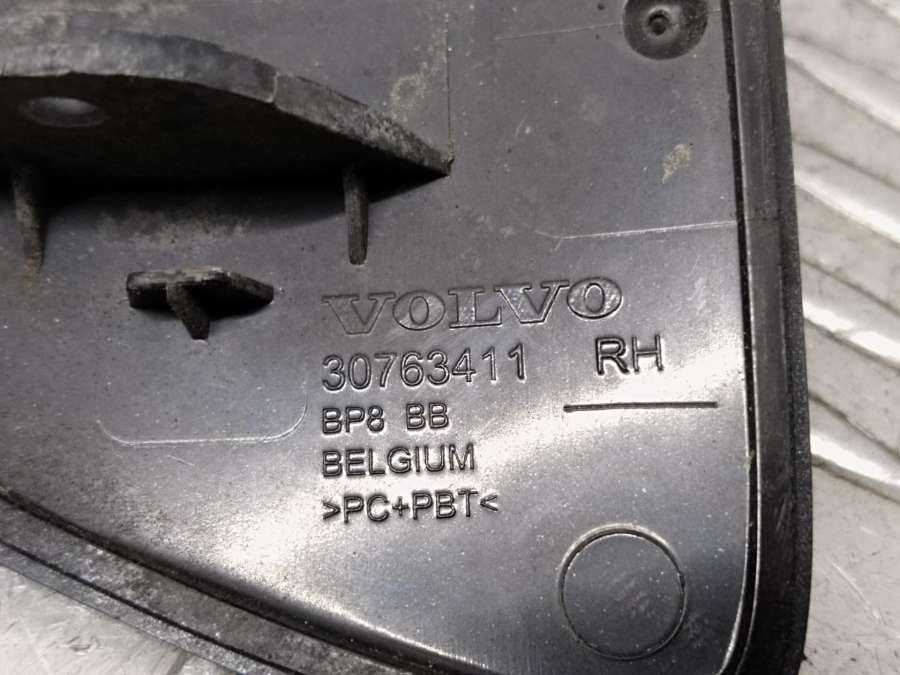 VOLVO
30763411 RH
BP8 BB
BELGIUM
>PC+PBT<